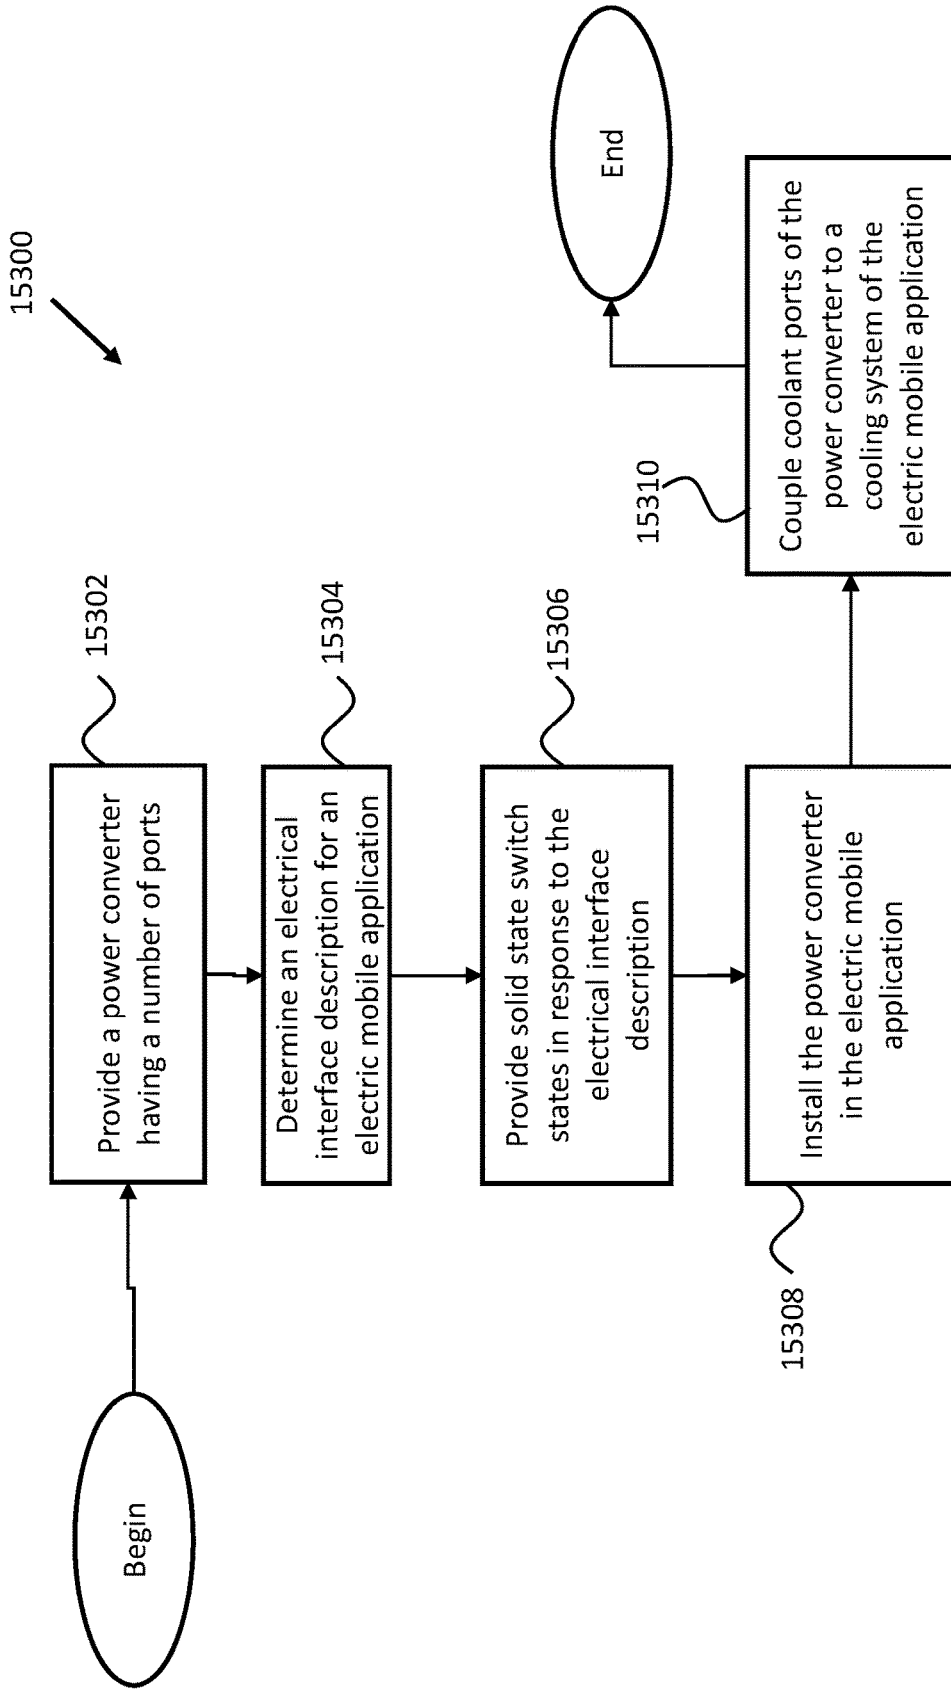 15300
Begin
Provide a power converter
having a number of ports
15302
Determine an electrical
interface description for an
electric mobile application
15304
Provide solid state switch
states in response to the
electrical interface
description
15306
Install the power converter
in the electric mobile
application
15308
Couple coolant ports of the
power converter to a
cooling system of the
electric mobile application
15310
End